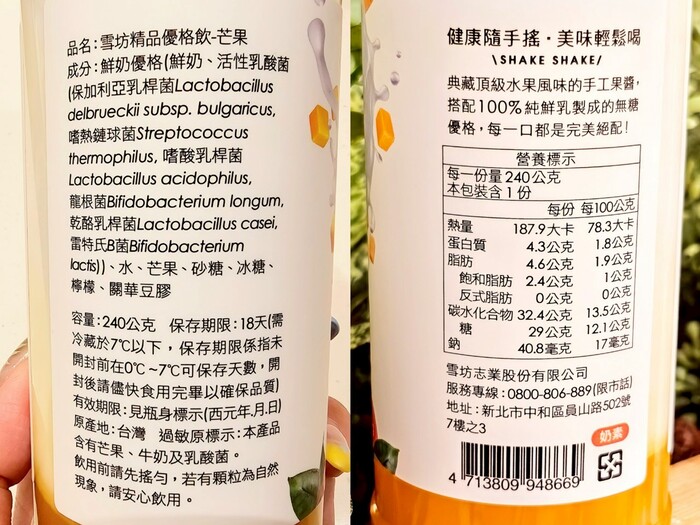 品名：雪坊精品優格飲-芒果
成分：鮮奶優格(鮮奶、活性乳酸菌
(保加利亞乳桿菌Lactobacillus
delbrueckii subsp. bulgaricus,
嗜熱鏈球菌Streptococcus
thermophilus, 嗜酸乳桿菌
Lactobacillus acidophilus,
龍根菌Bifidobacterium longum,
乾酪乳桿菌Lactobacillus casei,
雷特氏B菌Bifidobacterium
lactis))、水、芒果、砂糖、冰糖、
檸檬、關華豆膠
容量：240公克 保存期限：18天(需
冷藏於7℃以下，保存期限係指未
開封前在0℃~7℃可保存天數，開
封後請儘快食用完畢以確保品質)
有效期限：見瓶身標示(西元年.月.日)
原產地：台灣 過敏原標示：本產品
含有芒果、牛奶及乳酸菌。
飲用前請先搖勻，若有顆粒為自然
現象，請安心飲用。
健康隨手搖・美味輕鬆喝
\SHAKE SHAKE/
典藏頂級水果風味的手工果醬，
搭配100%純鮮乳製成的無糖
優格，每一口都是完美絕配！
營養標示
每一份量240公克
本包裝含1份
每份 每100公克
熱量 187.9大卡 78.3大卡
蛋白質 4.3公克 1.8公克
脂肪 4.6公克 1.9公克
飽和脂肪 2.4公克 1公克
反式脂肪 0公克 0公克
碳水化合物 32.4公克 13.5公克
糖 29公克 12.1公克
鈉 40.8毫克 17毫克
雪坊志業股份有限公司
服務專線：0800-806-889(限市話)
地址：新北市中和區員山路502號
7樓之3
奶素
4 713809 948669